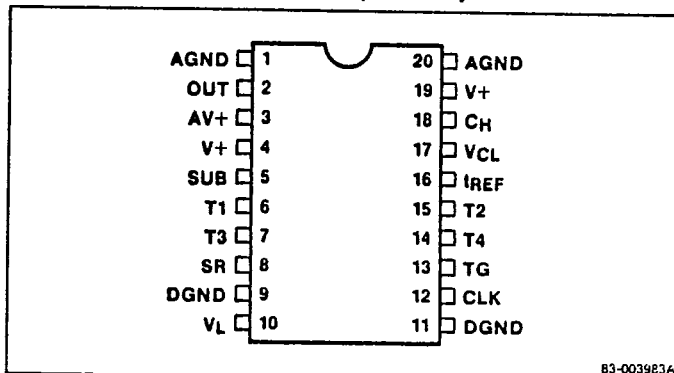 AGND 1 20 AGND
OUT 2 19 V+
AV+ 3 18 CH
V+ 4 17 VCL
SUB 5 16 tREF
T1 6 15 T2
T3 7 14 T4
SR 8 13 TG
DGND 9 12 CLK
VL 10 11 DGND
83-003983A